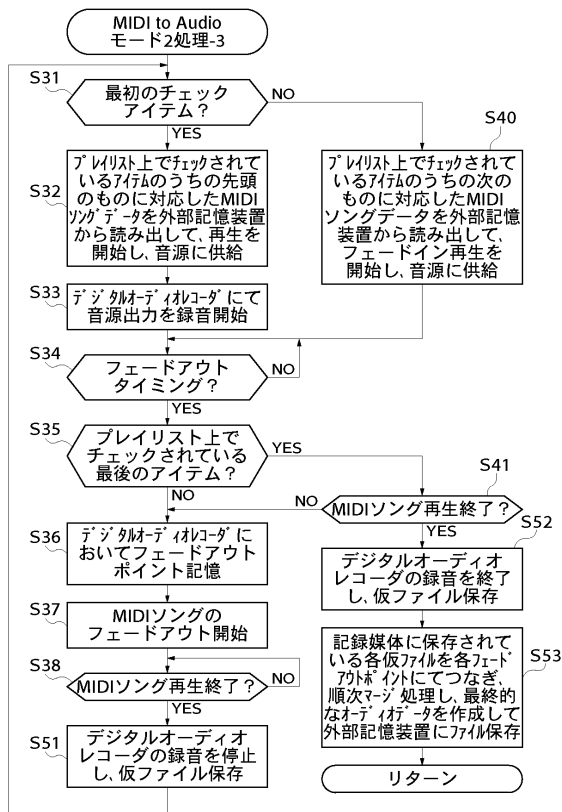 MIDI to Audio
モード2処理-3
S31
最初のチェック
アイテム?
NO
YES
S32
プレイリスト上でチェックされて
いるアイテムのうちの先頭
のものに対応したMIDI
ソングデータを外部記憶装置
から読み出して、再生を
開始し、音源に供給
S40
プレイリスト上でチェックされて
いるアイテムのうちの次の
ものに対応したMIDI
ソングデータを外部記憶
装置から読み出して、
フェードイン再生を
開始し、音源に供給
S33
デジタルオーディオレコーダにて
音源出力を録音開始
S34
フェードアウト
タイミング?
NO
YES
S35
プレイリスト上で
チェックされている
最後のアイテム?
YES
NO
S41
MIDIソング再生終了?
NO
YES
S36
デジタルオーディオレコーダに
おいてフェードアウト
ポイント記憶
S52
デジタルオーディオ
レコーダの録音を終了
し、仮ファイル保存
S37
MIDIソングの
フェードアウト開始
S38
MIDIソング再生終了?
NO
YES
S53
記録媒体に保存されて
いる各仮ファイルを各フェード
アウトポイントにてつなぎ、
順次マージ処理し、最終的
なオーディオデータを作成して
外部記憶装置にファイル保存
S51
デジタルオーディオ
レコーダの録音を停止
し、仮ファイル保存
リターン